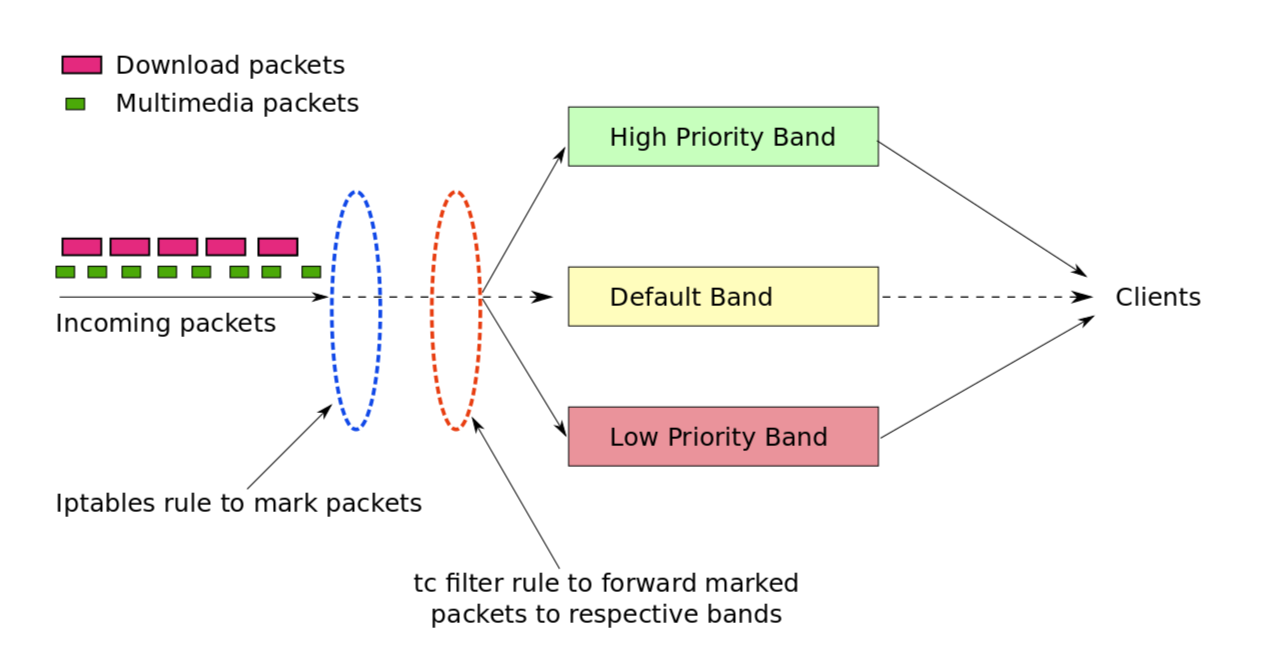 Download packets
Multimedia packets
High Priority Band
Default Band
Clients
Incoming packets
Low Priority Band
Iptables rule to mark packets
tc filter rule to forward marked
packets to respective bands